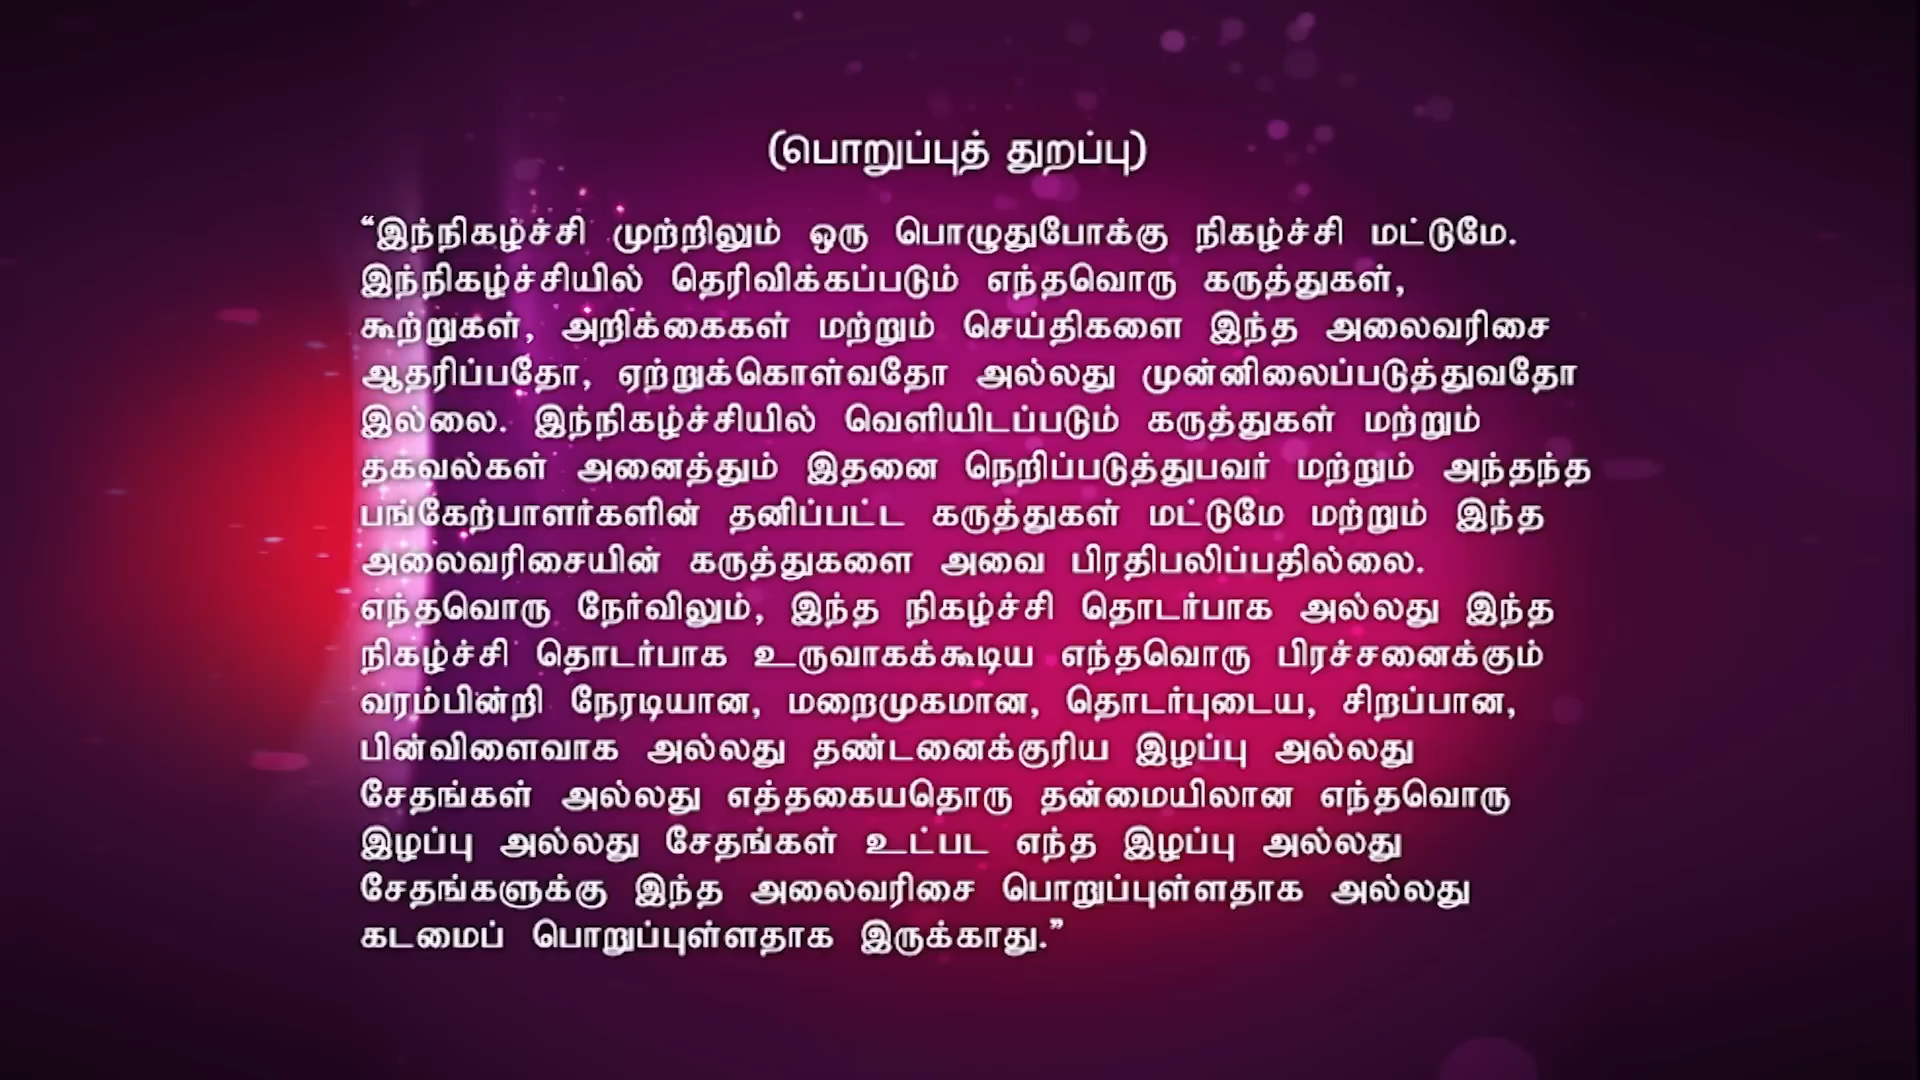 (பொறுப்புத் துறப்பு)
“இந்நிகழ்ச்சி முற்றிலும் ஒரு பொழுதுபோக்கு நிகழ்ச்சி மட்டுமே.
இந்நிகழ்ச்சியில் தெரிவிக்கப்படும் எந்தவொரு கருத்துகள்,
கூற்றுகள், அறிக்கைகள் மற்றும் செய்திகளை இந்த அலைவரிசை
ஆதரிப்பதோ, ஏற்றுக்கொள்வதோ அல்லது முன்னிலைப்படுத்துவதோ
இல்லை. இந்நிகழ்ச்சியில் வெளியிடப்படும் கருத்துகள் மற்றும்
தகவல்கள் அனைத்தும் இதனை நெறிப்படுத்துபவர் மற்றும் அந்தந்த
பங்கேற்பாளர்களின் தனிப்பட்ட கருத்துகள் மட்டுமே மற்றும் இந்த
அலைவரிசையின் கருத்துகளை அவை பிரதிபலிப்பதில்லை.
எந்தவொரு நேர்விலும், இந்த நிகழ்ச்சி தொடர்பாக அல்லது இந்த
நிகழ்ச்சி தொடர்பாக உருவாகக்கூடிய எந்தவொரு பிரச்சனைக்கும்
வரம்பின்றி நேரடியான, மறைமுகமான, தொடர்புடைய, சிறப்பான,
பின்விளைவாக அல்லது தண்டனைக்குரிய இழப்பு அல்லது
சேதங்கள் அல்லது எத்தகையதொரு தன்மையிலான எந்தவொரு
இழப்பு அல்லது சேதங்கள் உட்பட எந்த இழப்பு அல்லது
சேதங்களுக்கு இந்த அலைவரிசை பொறுப்புள்ளதாக அல்லது
கடமைப் பொறுப்புள்ளதாக இருக்காது.”